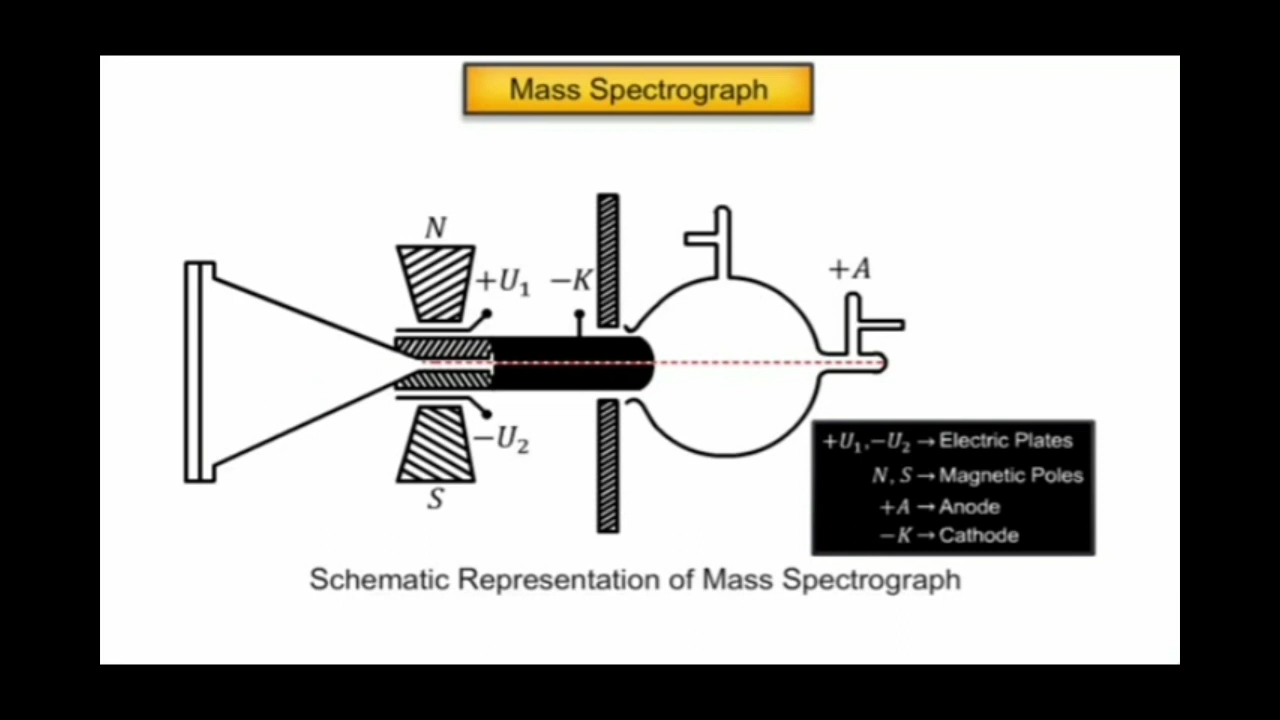 Mass Spectrograph
N
+U₁
−K
+A
−U₂
S
+U₁,−U₂ → Electric Plates
N, S → Magnetic Poles
+A → Anode
−K → Cathode
Schematic Representation of Mass Spectrograph